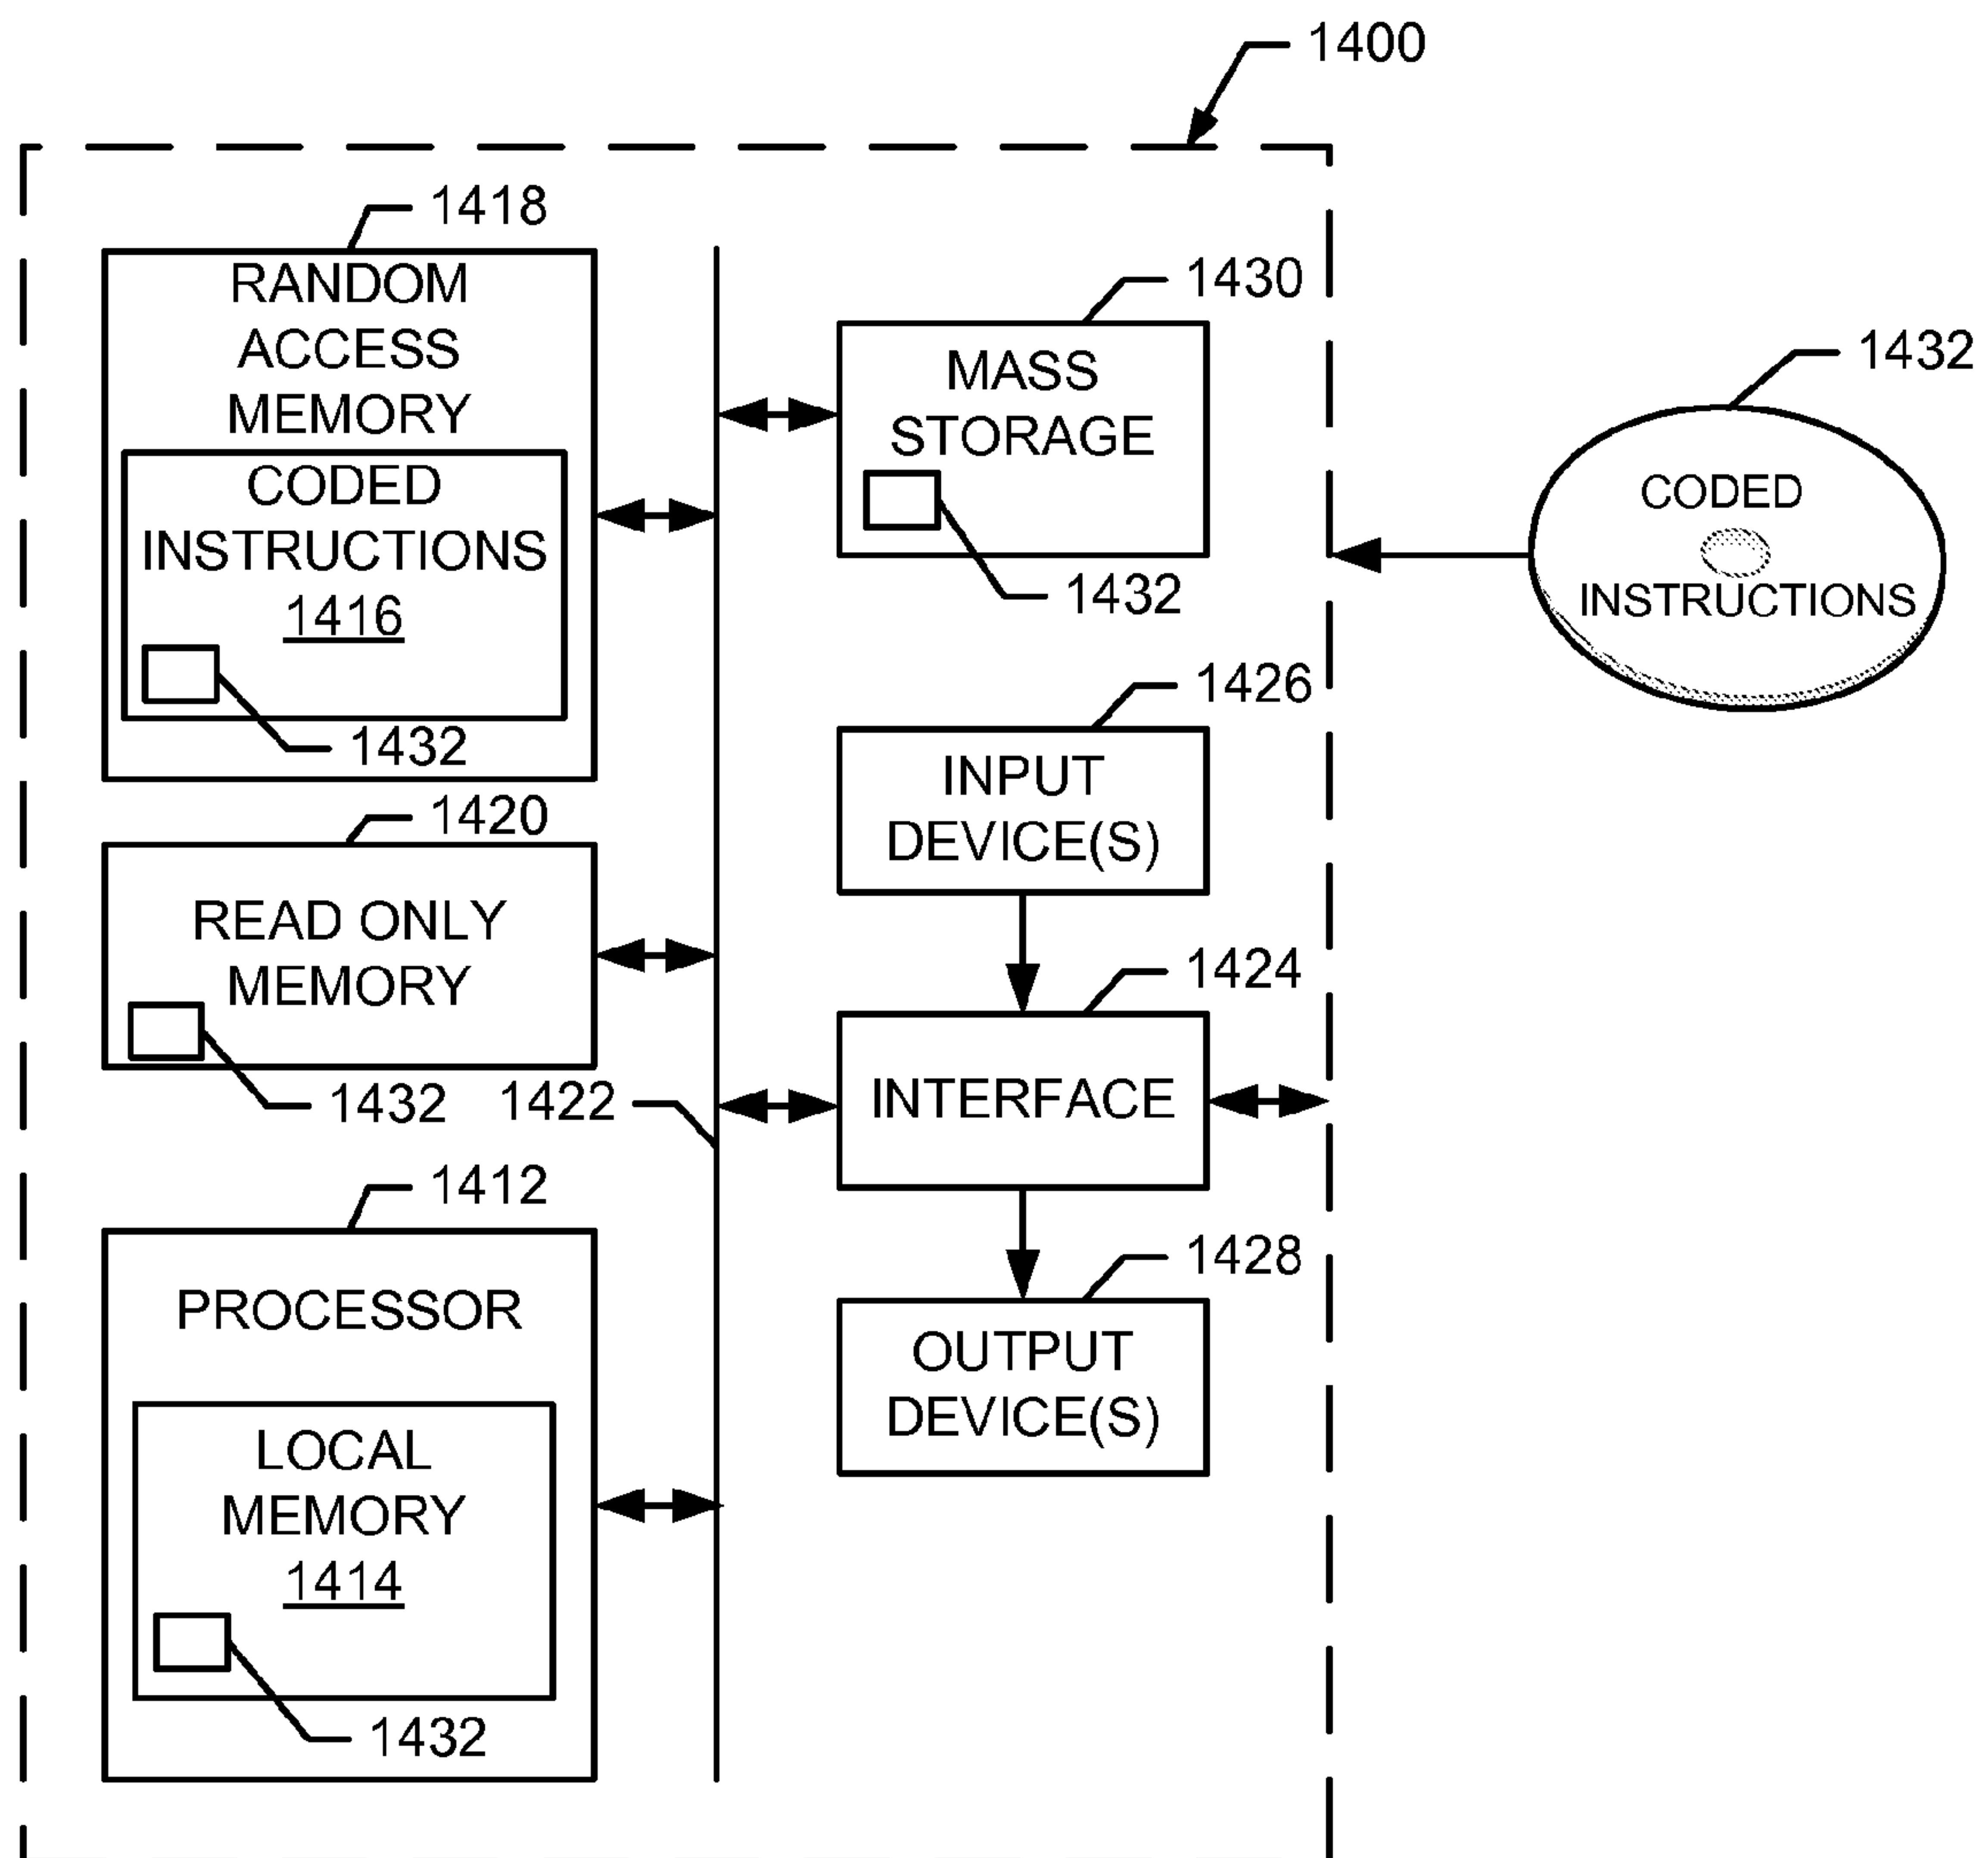 1400
1418
RANDOM
ACCESS
MEMORY
CODED
INSTRUCTIONS
1416
1432
1430
MASS
STORAGE
1432
1432
CODED
INSTRUCTIONS
1420
READ ONLY
MEMORY
1432
1422
1426
INPUT
DEVICE(S)
1424
INTERFACE
1412
PROCESSOR
LOCAL
MEMORY
1414
1432
1428
OUTPUT
DEVICE(S)